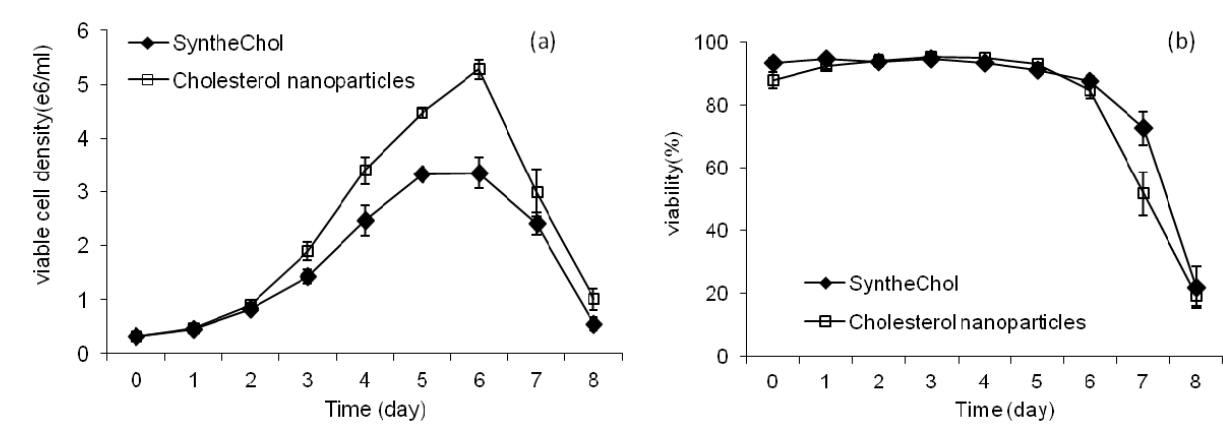 6
5
4
3
2
1
0
viable cell density(e6/ml)
SyntheChol
Cholesterol nanoparticles
(a)
0 1 2 3 4 5 6 7 8
Time (day)
100
80
60
40
20
0
viability(%)
(b)
SyntheChol
Cholesterol nanoparticles
0 1 2 3 4 5 6 7 8
Time (day)